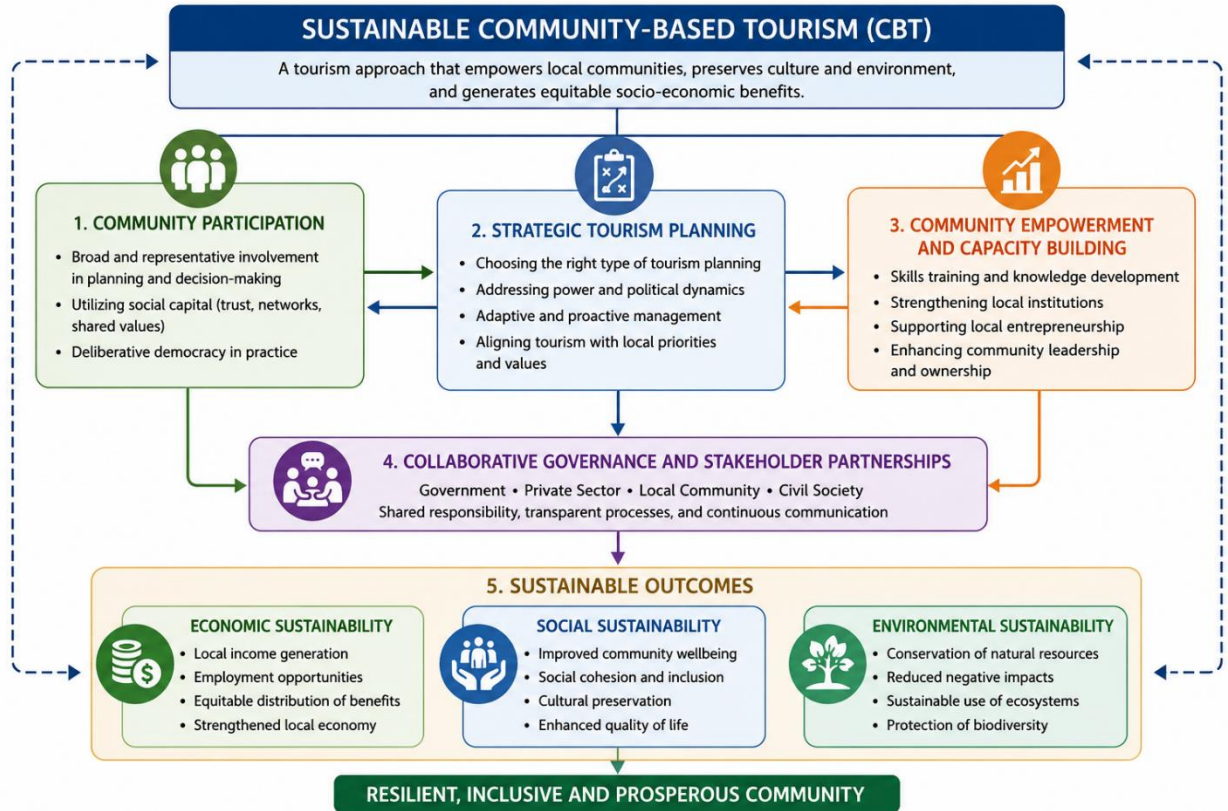 SUSTAINABLE COMMUNITY-BASED TOURISM (CBT)
A tourism approach that empowers local communities, preserves culture and environment,
and generates equitable socio-economic benefits.
1. COMMUNITY PARTICIPATION
• Broad and representative involvement
in planning and decision-making
• Utilizing social capital (trust, networks,
shared values)
• Deliberative democracy in practice
2. STRATEGIC TOURISM PLANNING
• Choosing the right type of tourism planning
• Addressing power and political dynamics
• Adaptive and proactive management
• Aligning tourism with local priorities
and values
3. COMMUNITY EMPOWERMENT
AND CAPACITY BUILDING
• Skills training and knowledge development
• Strengthening local institutions
• Supporting local entrepreneurship
• Enhancing community leadership
and ownership
4. COLLABORATIVE GOVERNANCE AND STAKEHOLDER PARTNERSHIPS
Government • Private Sector • Local Community • Civil Society
Shared responsibility, transparent processes, and continuous communication
5. SUSTAINABLE OUTCOMES
ECONOMIC SUSTAINABILITY
• Local income generation
• Employment opportunities
• Equitable distribution of benefits
• Strengthened local economy
SOCIAL SUSTAINABILITY
• Improved community wellbeing
• Social cohesion and inclusion
• Cultural preservation
• Enhanced quality of life
ENVIRONMENTAL SUSTAINABILITY
• Conservation of natural resources
• Reduced negative impacts
• Sustainable use of ecosystems
• Protection of biodiversity
RESILIENT, INCLUSIVE AND PROSPEROUS COMMUNITY